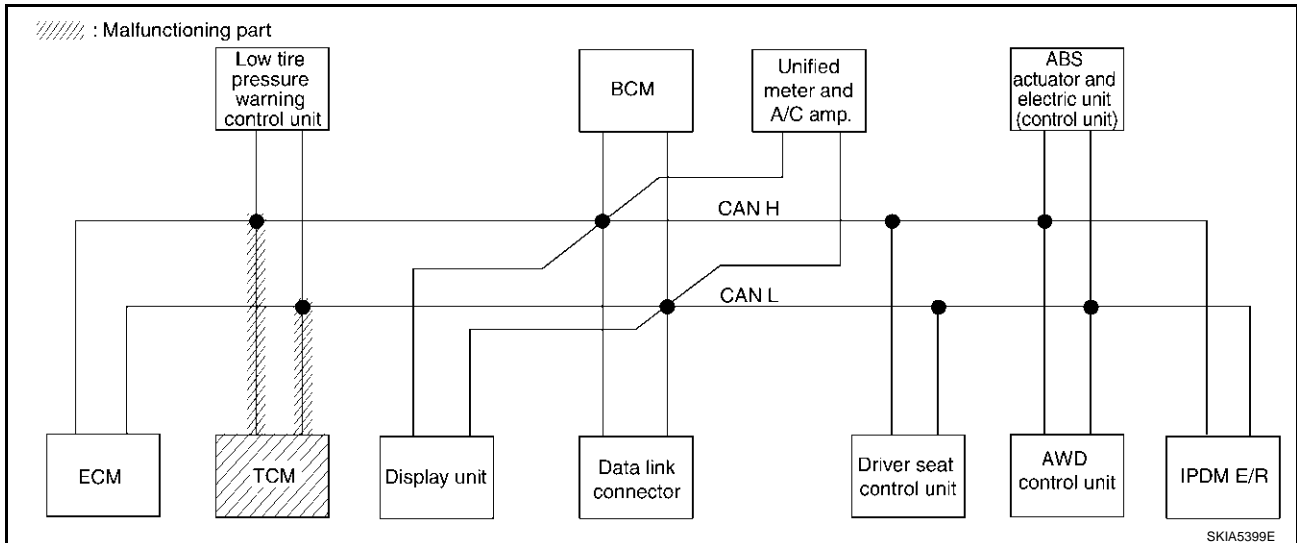 : Malfunctioning part
Low tire
pressure
warning
control unit
BCM
Unified
meter and
A/C amp.
ABS
actuator and
electric unit
(control unit)
CAN H
CAN L
ECM
TCM
Display unit
Data link
connector
Driver seat
control unit
AWD
control unit
IPDM E/R
SKIA5399E